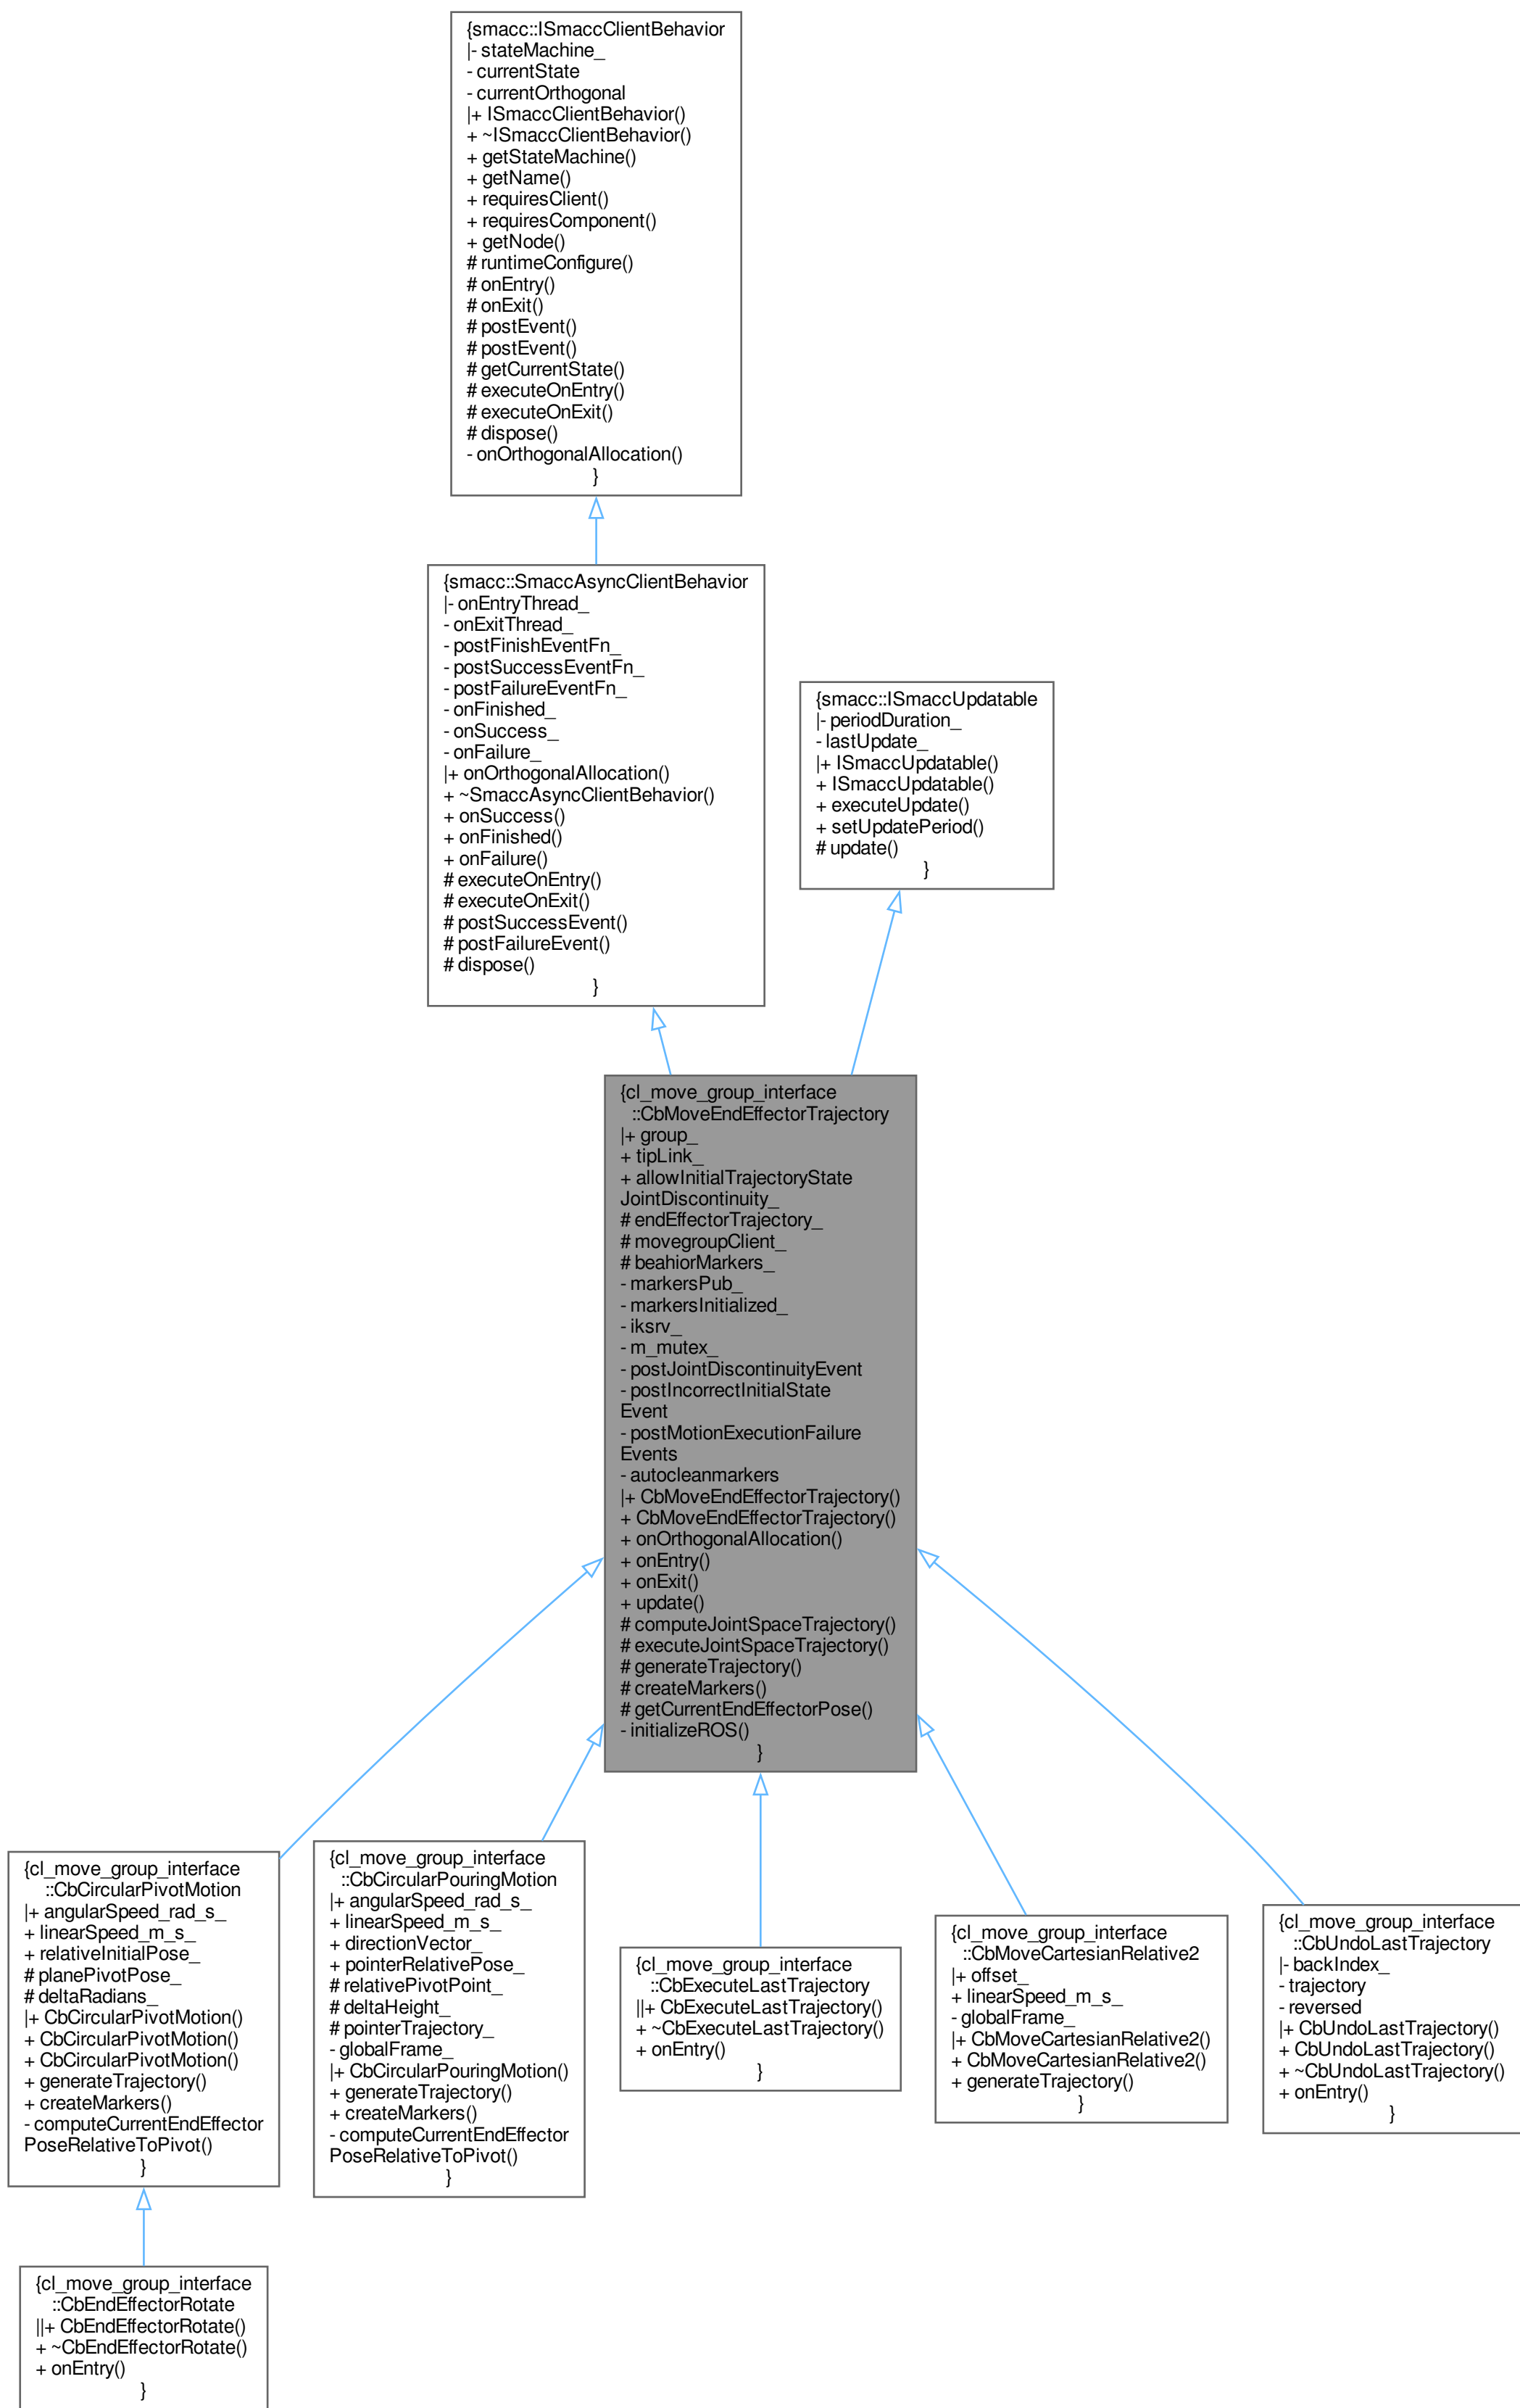 {smacc::ISmaccClientBehavior
|- stateMachine_
- currentState
- currentOrthogonal
|+ ISmaccClientBehavior()
+ ~ISmaccClientBehavior()
+ getStateMachine()
+ getName()
+ requiresClient()
+ requiresComponent()
+ getNode()
# runtimeConfigure()
# onEntry()
# onExit()
# postEvent()
# postEvent()
# getCurrentState()
# executeOnEntry()
# executeOnExit()
# dispose()
- onOrthogonalAllocation()
}
{smacc::SmaccAsyncClientBehavior
|- onEntryThread_
- onExitThread_
- postFinishEventFn_
- postSuccessEventFn_
- postFailureEventFn_
- onFinished_
- onSuccess_
- onFailure_
|+ onOrthogonalAllocation()
+ ~SmaccAsyncClientBehavior()
+ onSuccess()
+ onFinished()
+ onFailure()
# executeOnEntry()
# executeOnExit()
# postSuccessEvent()
# postFailureEvent()
# dispose()
}
{smacc::ISmaccUpdatable
|- periodDuration_
- lastUpdate_
|+ ISmaccUpdatable()
+ ISmaccUpdatable()
+ executeUpdate()
+ setUpdatePeriod()
# update()
}
{cl_move_group_interface
::CbMoveEndEffectorTrajectory
|+ group_
+ tipLink_
+ allowInitialTrajectoryState
JointDiscontinuity_
# endEffectorTrajectory_
# movegroupClient_
# beahiorMarkers_
- markersPub_
- markersInitialized_
- iksrv_
- m_mutex_
- postJointDiscontinuityEvent
- postIncorrectInitialState
Event
- postMotionExecutionFailure
Events
- autocleanmarkers
|+ CbMoveEndEffectorTrajectory()
+ CbMoveEndEffectorTrajectory()
+ onOrthogonalAllocation()
+ onEntry()
+ onExit()
+ update()
# computeJointSpaceTrajectory()
# executeJointSpaceTrajectory()
# generateTrajectory()
# createMarkers()
# getCurrentEndEffectorPose()
- initializeROS()
}
{cl_move_group_interface
::CbCircularPivotMotion
|+ angularSpeed_rad_s_
+ linearSpeed_m_s_
+ relativeInitialPose_
# planePivotPose_
# deltaRadians_
|+ CbCircularPivotMotion()
+ CbCircularPivotMotion()
+ CbCircularPivotMotion()
+ generateTrajectory()
+ createMarkers()
- computeCurrentEndEffector
PoseRelativeToPivot()
}
{cl_move_group_interface
::CbCircularPouringMotion
|+ angularSpeed_rad_s_
+ linearSpeed_m_s_
+ directionVector_
+ pointerRelativePose_
# relativePivotPoint_
# deltaHeight_
# pointerTrajectory_
- globalFrame_
|+ CbCircularPouringMotion()
+ generateTrajectory()
+ createMarkers()
- computeCurrentEndEffector
PoseRelativeToPivot()
}
{cl_move_group_interface
::CbExecuteLastTrajectory
||+ CbExecuteLastTrajectory()
+ ~CbExecuteLastTrajectory()
+ onEntry()
}
{cl_move_group_interface
::CbMoveCartesianRelative2
|+ offset_
+ linearSpeed_m_s_
- globalFrame_
|+ CbMoveCartesianRelative2()
+ CbMoveCartesianRelative2()
+ generateTrajectory()
}
{cl_move_group_interface
::CbUndoLastTrajectory
|- backIndex_
- trajectory
- reversed
|+ CbUndoLastTrajectory()
+ CbUndoLastTrajectory()
+ ~CbUndoLastTrajectory()
+ onEntry()
}
{cl_move_group_interface
::CbEndEffectorRotate
||+ CbEndEffectorRotate()
+ ~CbEndEffectorRotate()
+ onEntry()
}